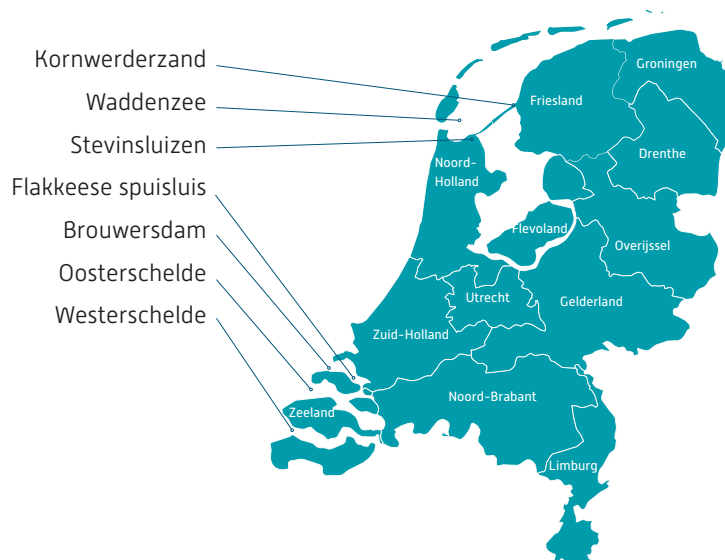 Kornwerderzand
Waddenzee
Stevinsluizen
Flakkeese spuisluis
Brouwersdam
Oosterschelde
Westerschelde
Groningen
Friesland
Drenthe
Noord-
Holland
Flevoland
Overijssel
Utrecht
Gelderland
Zuid-Holland
Noord-Brabant
Zeeland
Limburg